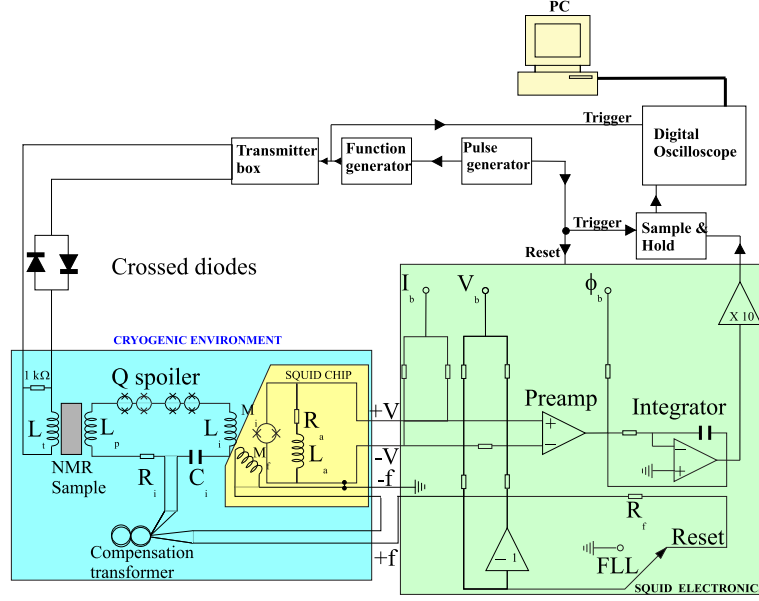 PC
Trigger
Transmitter
box
Function
generator
Pulse
generator
Digital
Oscilloscope
Trigger
Sample &
Hold
Reset
Crossed diodes
I b
V b
ϕ b
X 10
CRYOGENIC ENVIRONMENT
1 kΩ
Q spoiler
SQUID CHIP
M i
+V
Preamp
Integrator
L t
L p
L i
R a
M f
L a
-V
+
−
−
+
NMR
Sample
R i
C i
-f
R f
Compensation
transformer
+f
− 1
FLL
Reset
SQUID ELECTRONIC